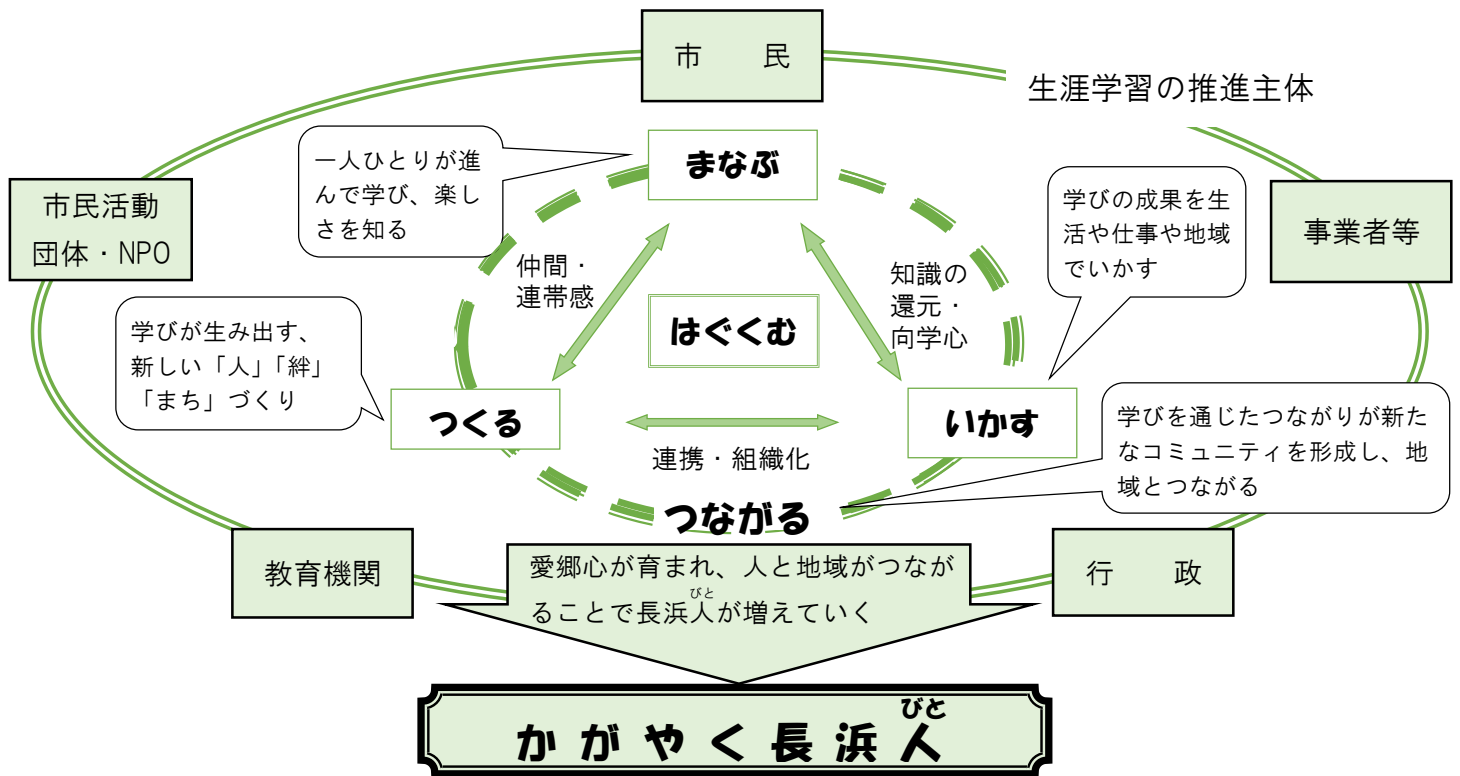 市　　民
生涯学習の推進主体
一人ひとりが進
んで学び、楽し
さを知る
まなぶ
市民活動
団体・NPO
学びの成果を生
活や仕事や地域
でいかす
事業者等
仲間・
連帯感
知識の
還元・
向学心
はぐくむ
学びが生み出す、
新しい「人」「絆」
「まち」づくり
つくる
いかす
連携・組織化
学びを通じたつながりが新た
なコミュニティを形成し、地
域とつながる
つながる
教育機関
愛郷心が育まれ、人と地域がつなが
びと
ることで長浜人が増えていく
行　　政
びと
かがやく長浜人